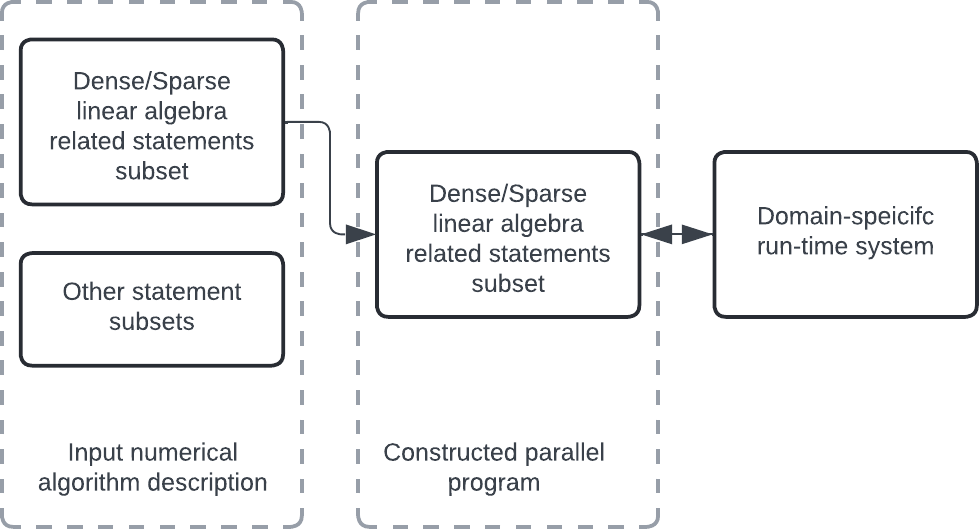 Dense/Sparse
linear algebra
related statements
subset
Other statement
subsets
Input numerical
algorithm description
Dense/Sparse
linear algebra
related statements
subset
Constructed parallel
program
Domain-speicifc
run-time system